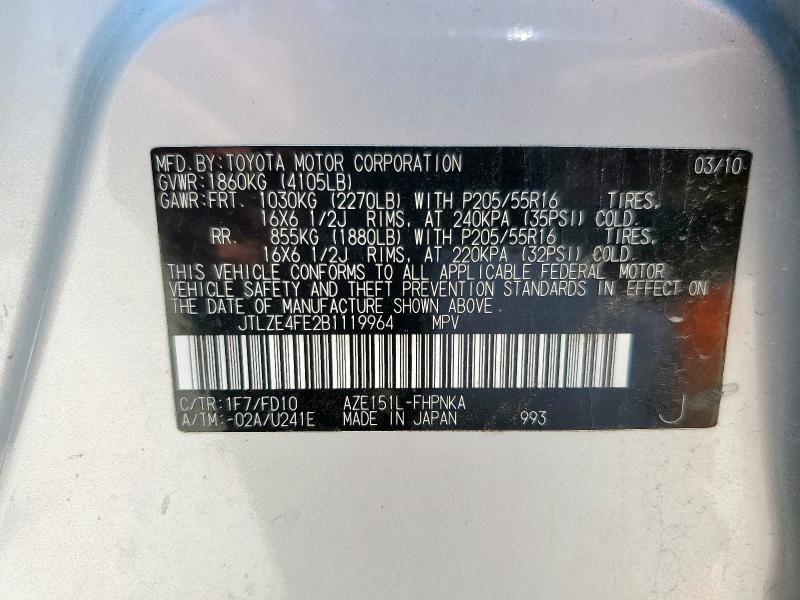 MFD.BY:TOYOTA MOTOR CORPORATION 03/10
GVWR:1860KG (4105LB)
GAWR:FRT. 1030KG (2270LB) WITH P205/55R16 TIRES.
16X6 1/2J RIMS, AT 240KPA (35PSI) COLD.
RR. 855KG (1880LB) WITH P205/55R16 TIRES.
16X6 1/2J RIMS, AT 220KPA (32PSI) COLD.
THIS VEHICLE CONFORMS TO ALL APPLICABLE FEDERAL MOTOR
VEHICLE SAFETY AND THEFT PREVENTION STANDARDS IN EFFECT ON
THE DATE OF MANUFACTURE SHOWN ABOVE.
JTLZE4FE2B1119964 MPV
C/TR:1F7/FD10 AZE151L-FHPNKA
A/TM:-02A/U241E MADE IN JAPAN 993
J